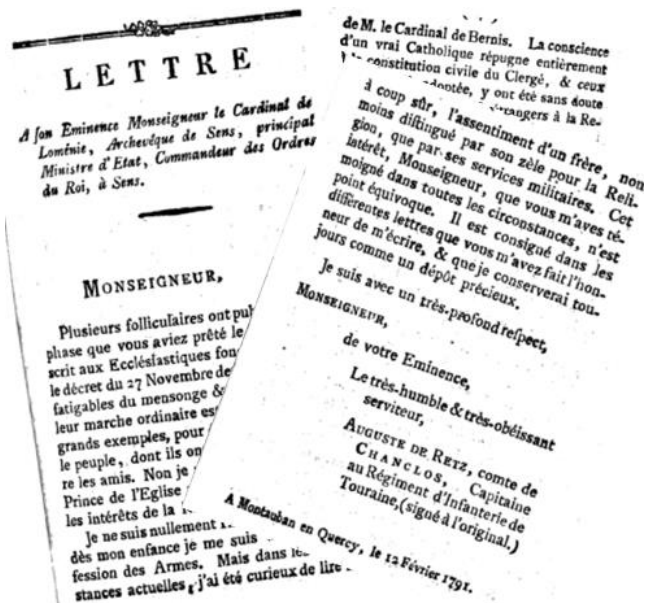 LETTRE
A son Eminence Monseigneur le Cardinal de
Loménie, Archevêque de Sens, principal
Ministre d'Etat, Commandeur des Ordres
du Roi, à Sens.
MONSEIGNEUR,
Plusieurs folliculaires ont
phase que vous aviez prêté le
scrit aux Ecclésiastiques
le décret du 27 Novembre
fatigables du mensonge &
leur marche ordinaire
grands exemples, pour
le peuple, dont ils
re les amis. Non je
Prince de l'Eglise
les intérêts de la
Je ne suis nullement
dès mon enfance je me suis
fession des Armes. Mais dans
stances actuelles, j'ai été curieux de lire
de M. le Cardinal de Bernis. La conscience
d'un vrai Catholique répugne entièrement
constitution civile du Clergé, & ceux
adoptée, y ont été sans doute
étrangers à la Re-
à coup sûr, l'assentiment d'un frère, non
moins distingué par son zèle pour la Reli-
gion, que par ses services militaires. Cet
intérêt, Monseigneur, que vous m'aves té-
moigné dans toutes les circonstances, n'est
point équivoque. Il est consigné dans les
différentes lettres que vous m'avez fait l'hon-
neur de m'écrire, & que je conserverai tou-
jours comme un dépôt précieux.
Je suis avec un très-profond respect,
MONSEIGNEUR,
de votre Eminence,
Le très-humble & très-obéissant
serviteur,
AUGUSTE DE RETZ, comte de
CHANCLOS, Capitaine
au Régiment d'Infanterie de
Touraine, (signé à l'original.)
A Montauban en Quercy, le 12 Février 1791.